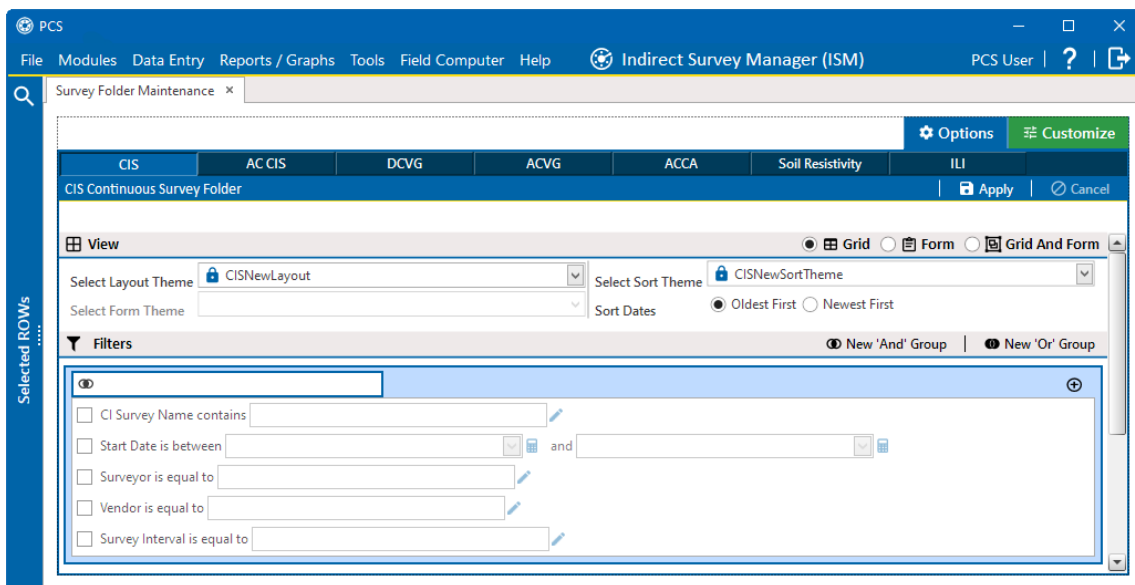 PCS
File Modules Data Entry Reports / Graphs Tools Field Computer Help Indirect Survey Manager (ISM) PCS User | ? |
Survey Folder Maintenance ×
Options Customize
CIS AC CIS DCVG ACVG ACCA Soil Resistivity ILI
CIS Continuous Survey Folder | Apply | Cancel
View Grid Form Grid And Form
Select Layout Theme CISNewLayout Select Sort Theme CISNewSortTheme
Select Form Theme Sort Dates Oldest First Newest First
Filters New 'And' Group | New 'Or' Group
CI Survey Name contains
Start Date is between and
Surveyor is equal to
Vendor is equal to
Survey Interval is equal to
Selected ROWs